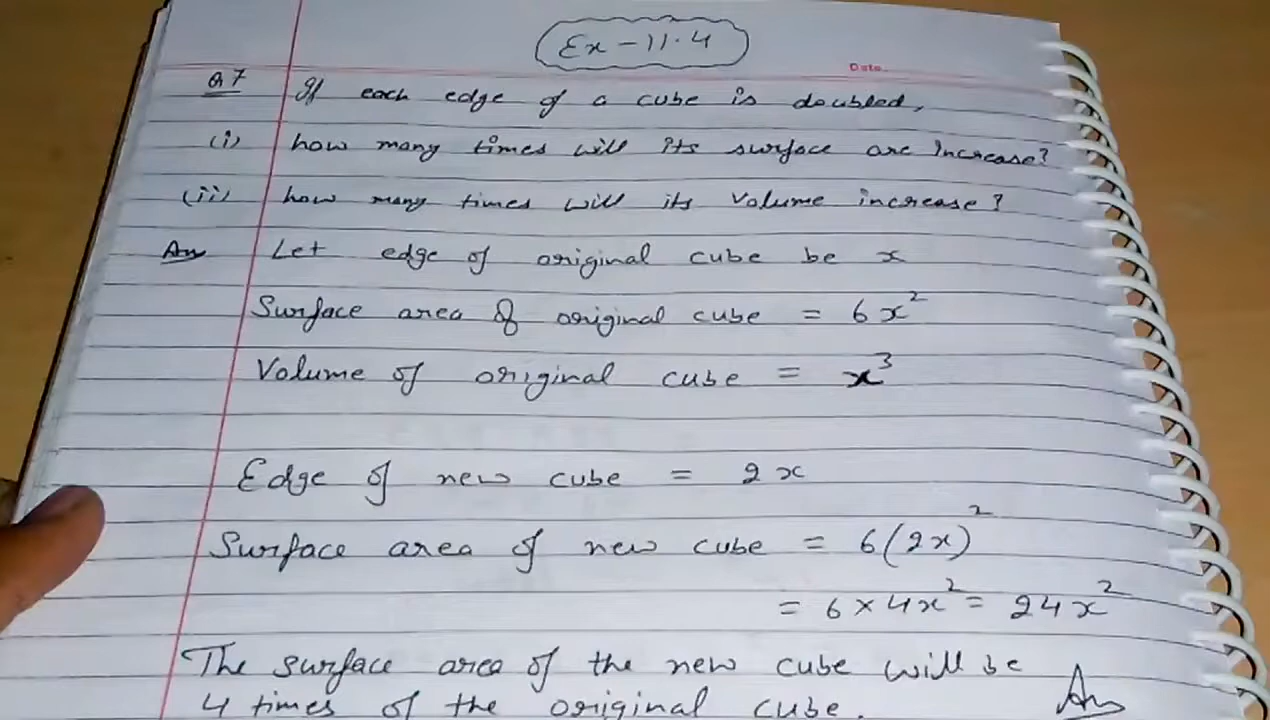 Ex - 11.4
Date
Q7 If each edge of a cube is doubled,
(i) how many times will its surface are increase?
(ii) how many times will its volume increase?
Ans Let edge of original cube be x
Surface area of original cube = 6x²
Volume of original cube = x³
Edge of new cube = 2x
Surface area of new cube = 6(2x)²
= 6×4x² = 24x²
The surface area of the new cube will be
4 times of the original cube. Ans